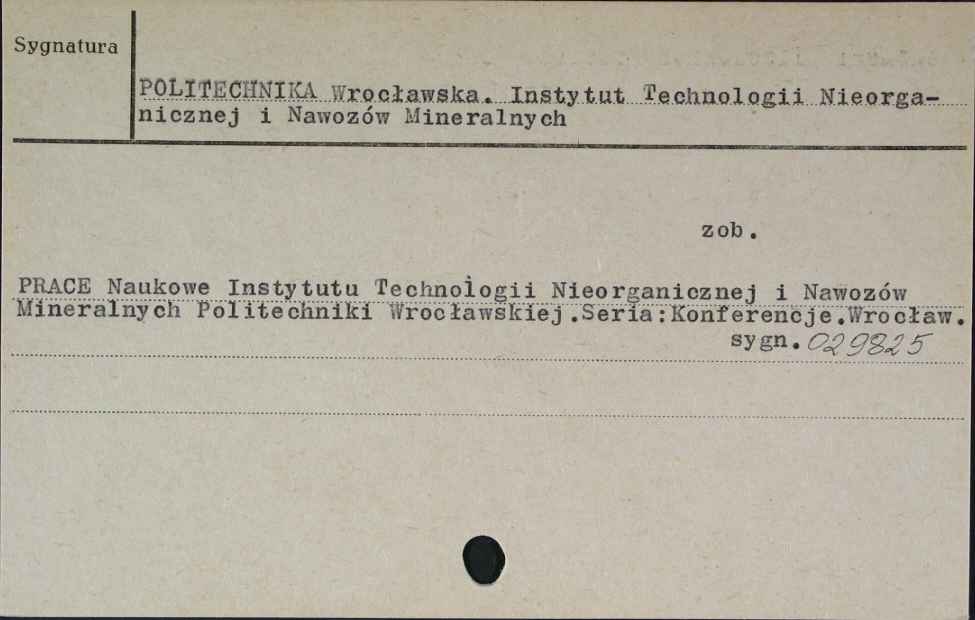 Sygnatura
POLITECHNIKA Wrocławska. Instytut Technologii Nieorga-
nicznej i Nawozów Mineralnych
zob.
PRACE Naukowe Instytutu Technologii Nieorganicznej i Nawozów
Mineralnych Politechniki Wrocławskiej.Seria:Konferencje.Wrocław.
sygn. 029825